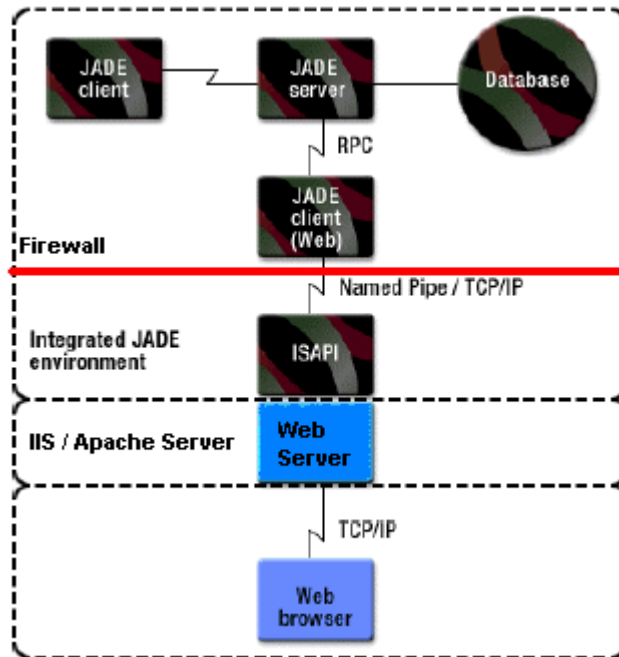 JADE
client
JADE
server
Database
RPC
JADE
client
(Web)
Firewall
Named Pipe / TCP/IP
Integrated JADE
environment
ISAPI
IIS / Apache Server
Web
Server
TCP/IP
Web
browser